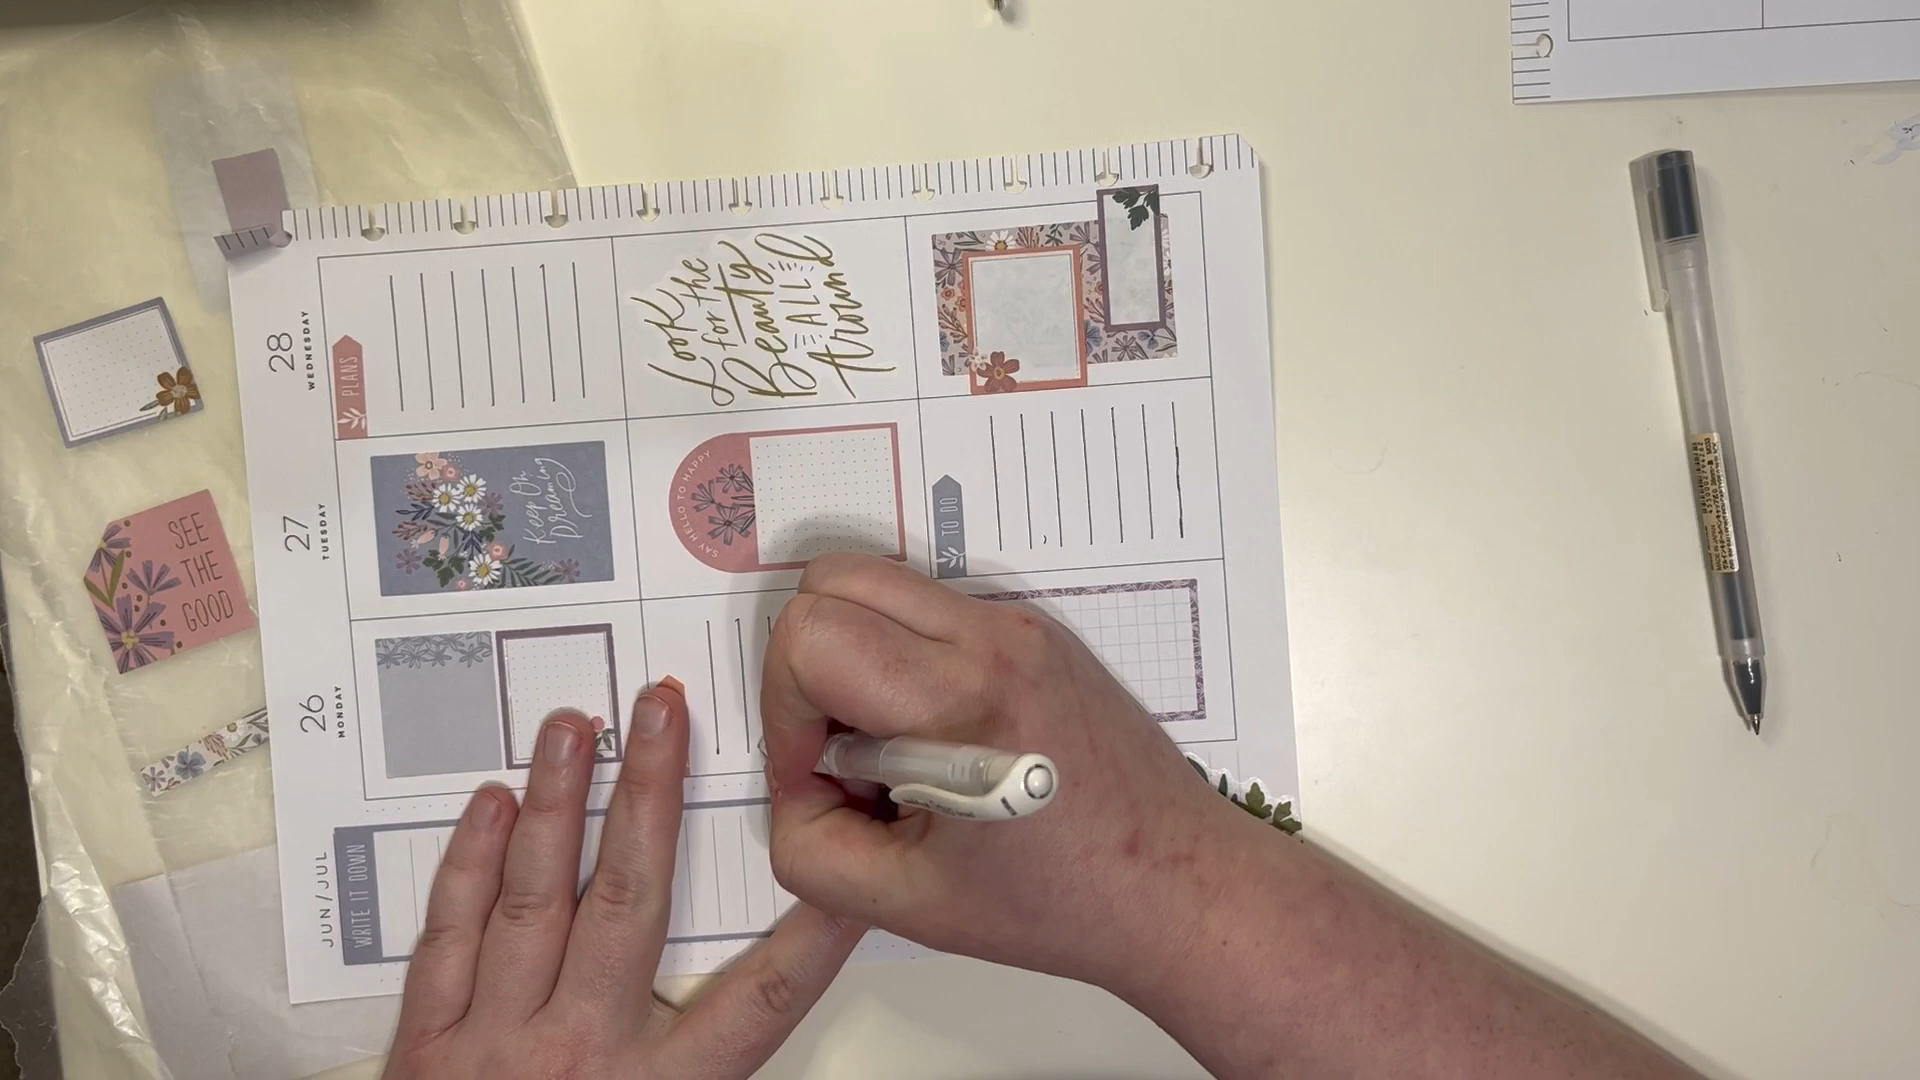 JUN/JUL
26
MONDAY
27
TUESDAY
28
WEDNESDAY
WRITE IT DOWN
Keep On
Dreaming
PLANS
SAY HELLO TO HAPPY
Look
for the
Beauty
ALL
Around
TO DO
SEE
THE
GOOD